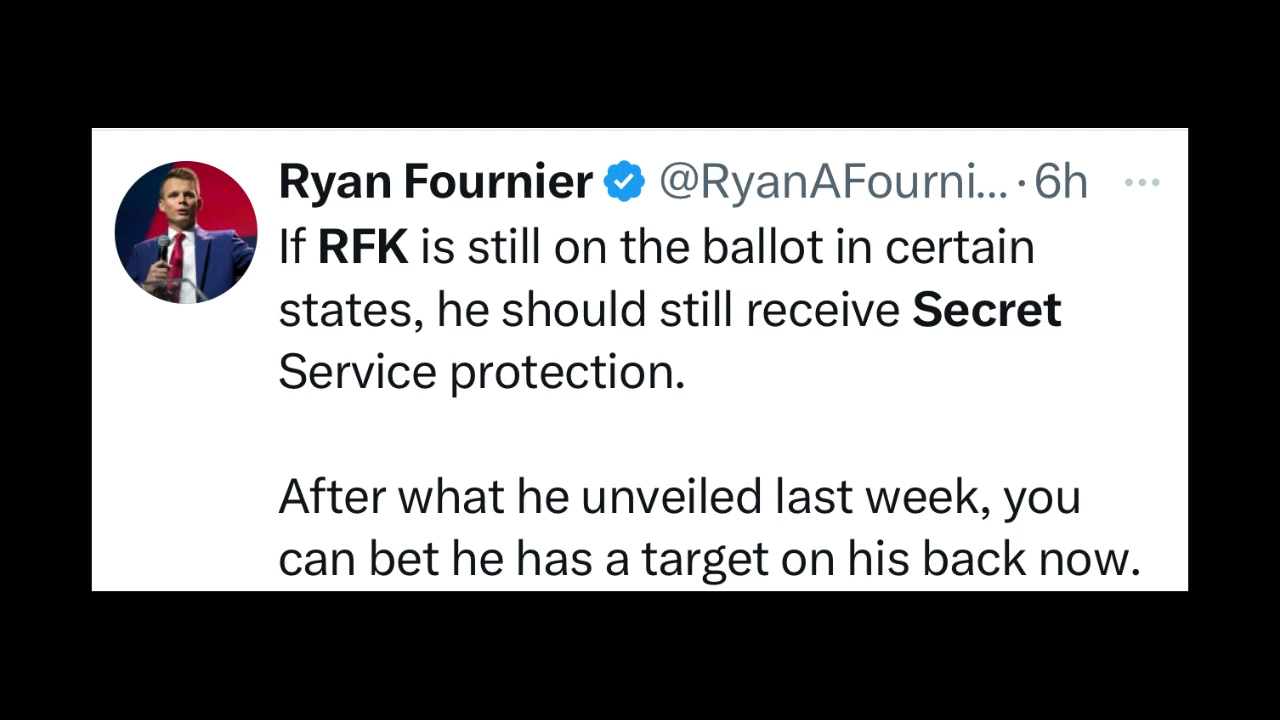 Ryan Fournier @RyanAFourni... · 6h
If RFK is still on the ballot in certain
states, he should still receive Secret
Service protection.
After what he unveiled last week, you
can bet he has a target on his back now.